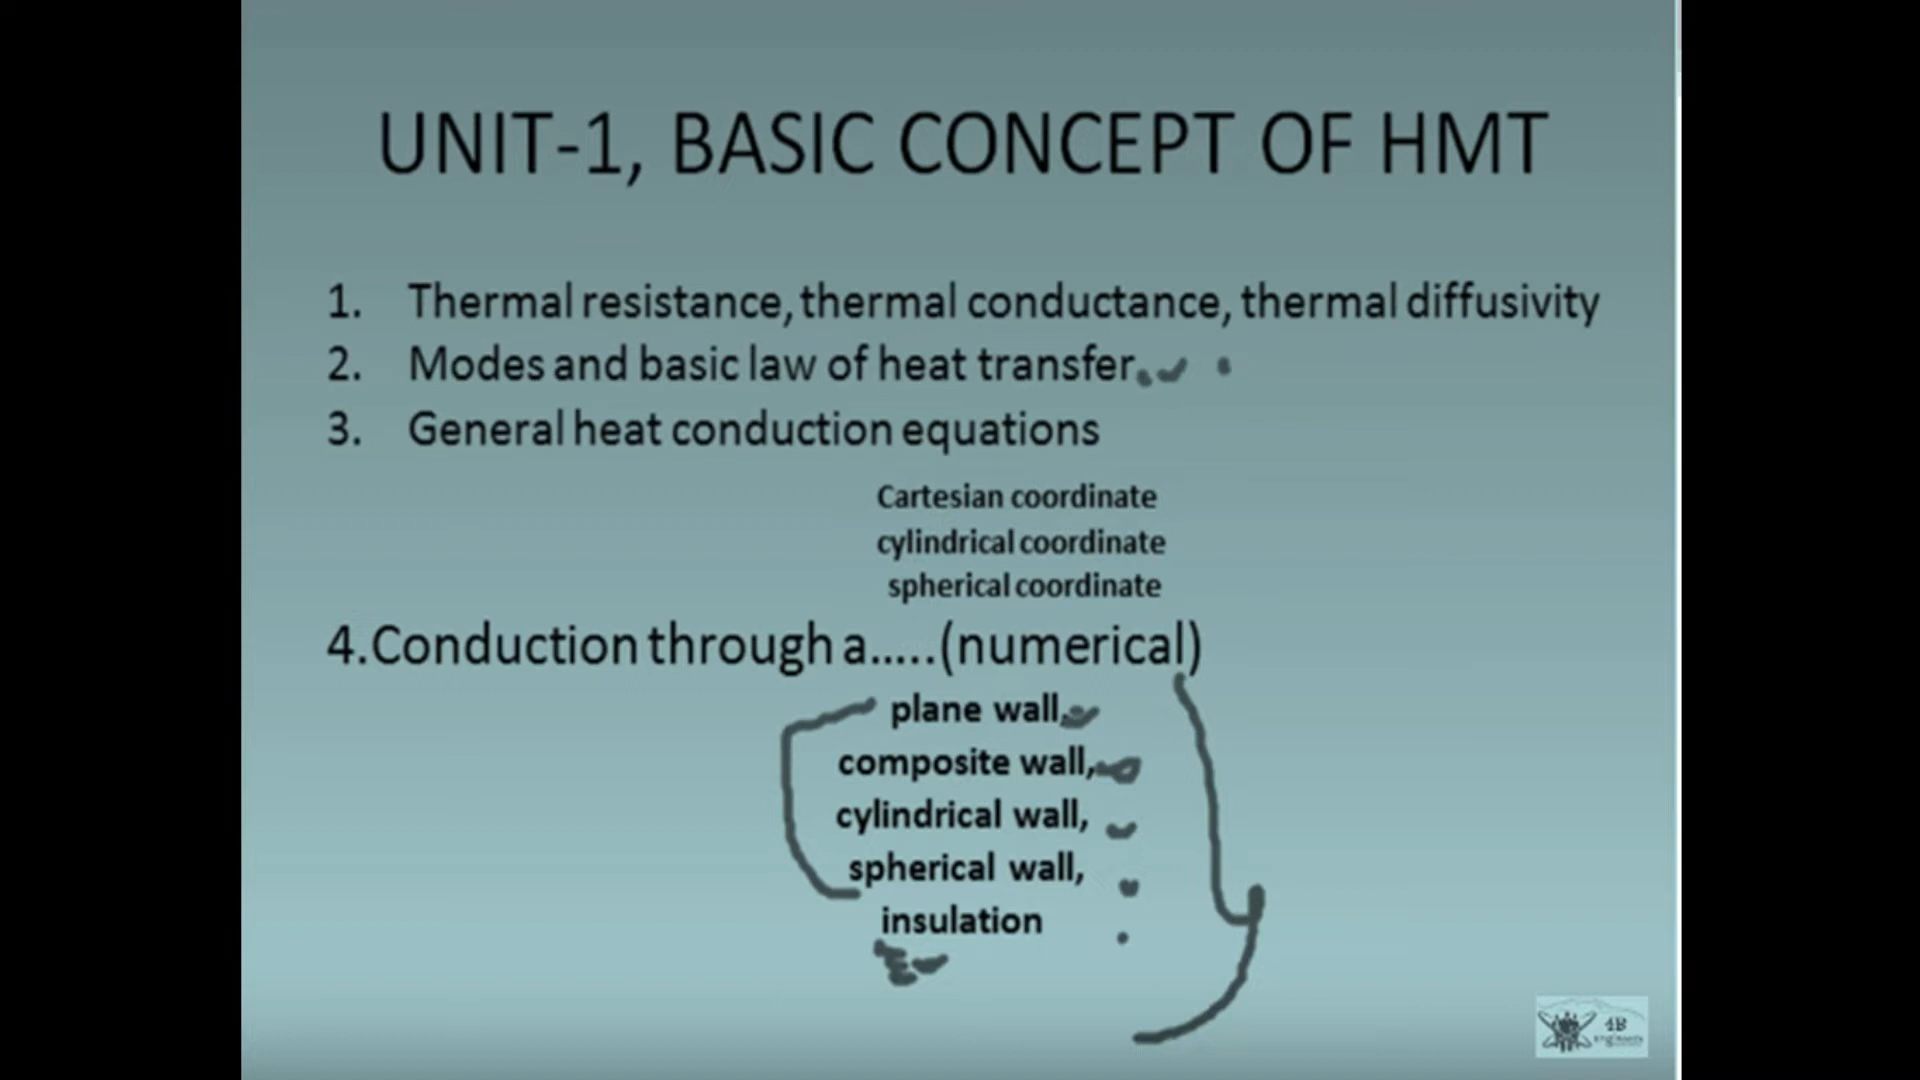 UNIT-1, BASIC CONCEPT OF HMT
1. Thermal resistance, thermal conductance, thermal diffusivity
2. Modes and basic law of heat transfer.
3. General heat conduction equations
Cartesian coordinate
cylindrical coordinate
spherical coordinate
4.Conduction through a.....(numerical)
plane wall,
composite wall,
cylindrical wall,
spherical wall,
insulation
4B